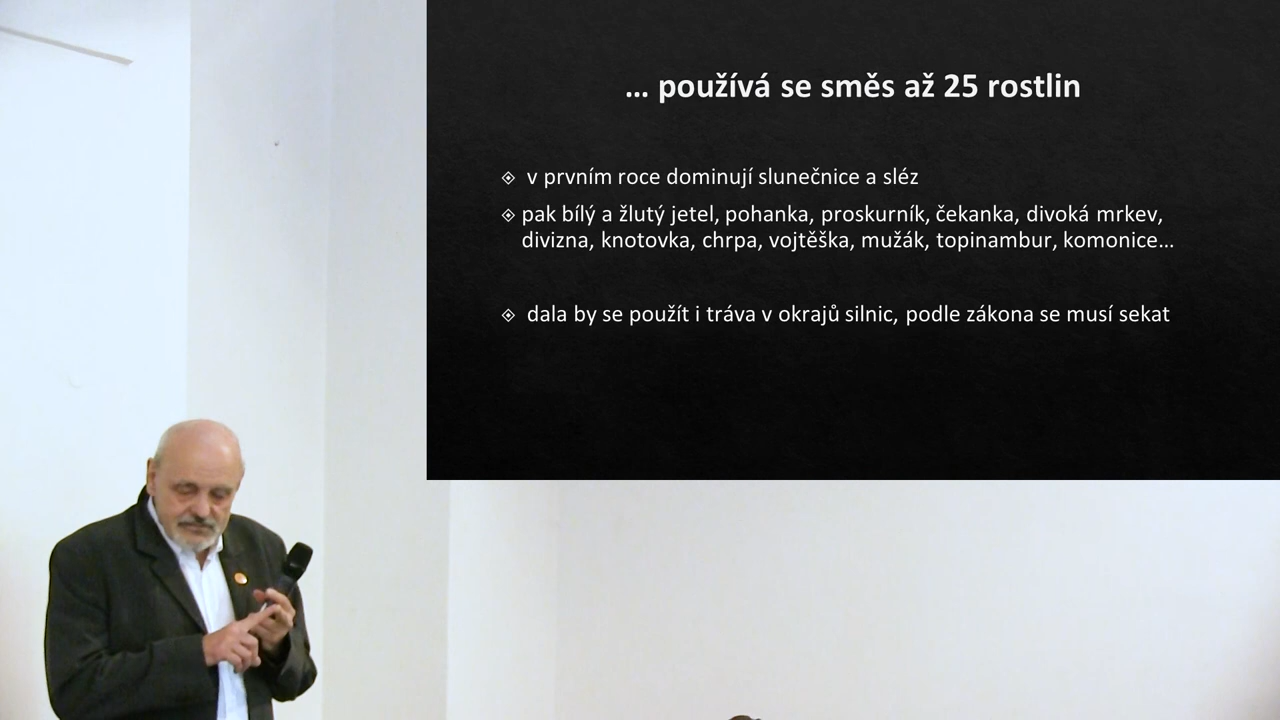 ... používá se směs až 25 rostlin
v prvním roce dominují slunečnice a sléz
pak bílý a žlutý jetel, pohanka, proskurník, čekanka, divoká mrkev,
divizna, knotovka, chrpa, vojtěška, mužák, topinambur, komonice...
dala by se použít i tráva v okrajů silnic, podle zákona se musí sekat